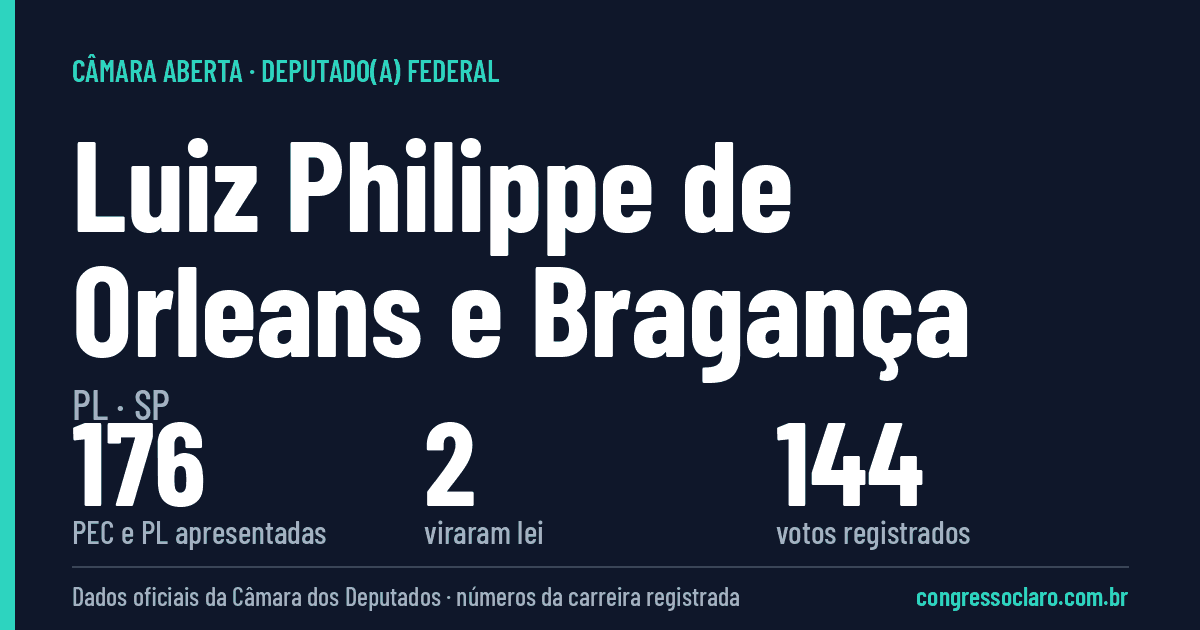 CÂMARA ABERTA · DEPUTADO(A) FEDERAL
Luiz Philippe de
Orleans e Bragança
PL · SP
176 2 144
PEC e PL apresentadas viraram lei votos registrados
Dados oficiais da Câmara dos Deputados · números da carreira registrada congressoclaro.com.br